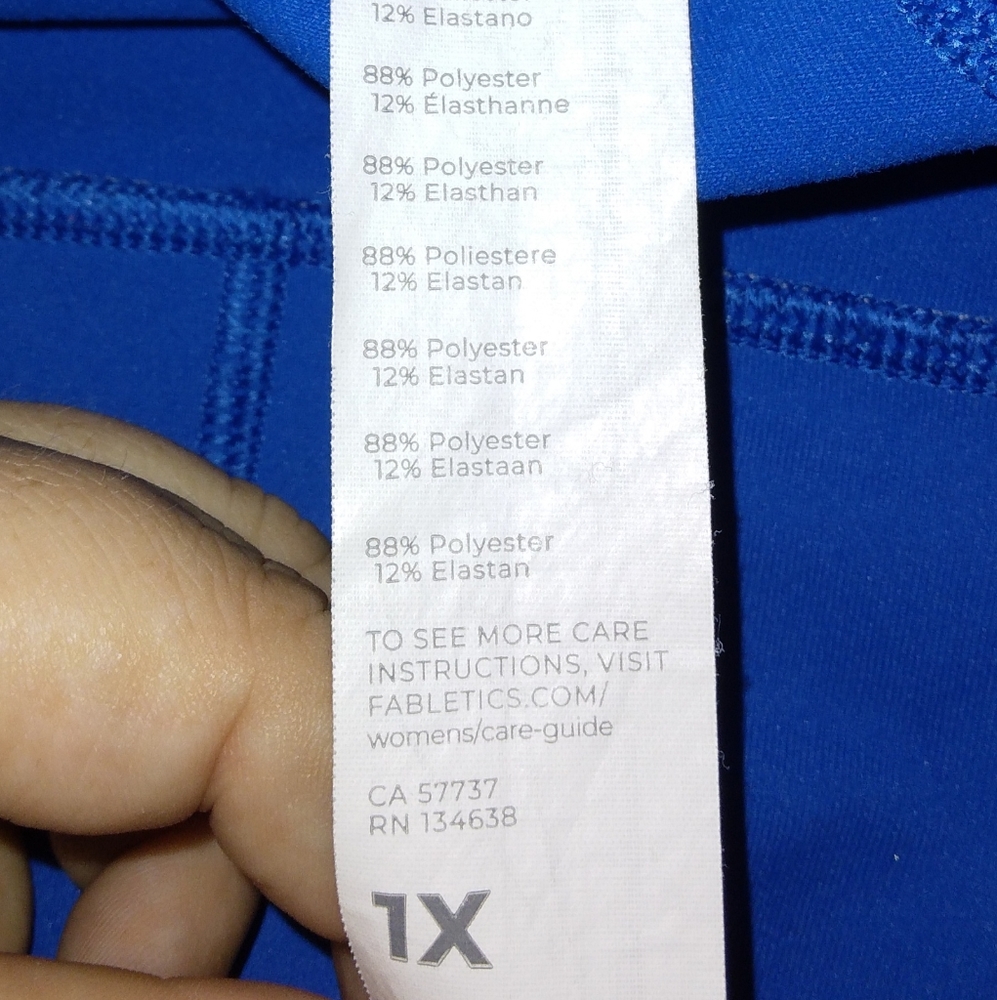 12% Elastano
88% Polyester
12% Élasthanne
88% Polyester
12% Elasthan
88% Poliestere
12% Elastan
88% Polyester
12% Elastan
88% Polyester
12% Elastaan
88% Polyester
12% Elastan
TO SEE MORE CARE
INSTRUCTIONS, VISIT
FABLETICS.COM/
womens/care-guide
CA 57737
RN 134638
1X